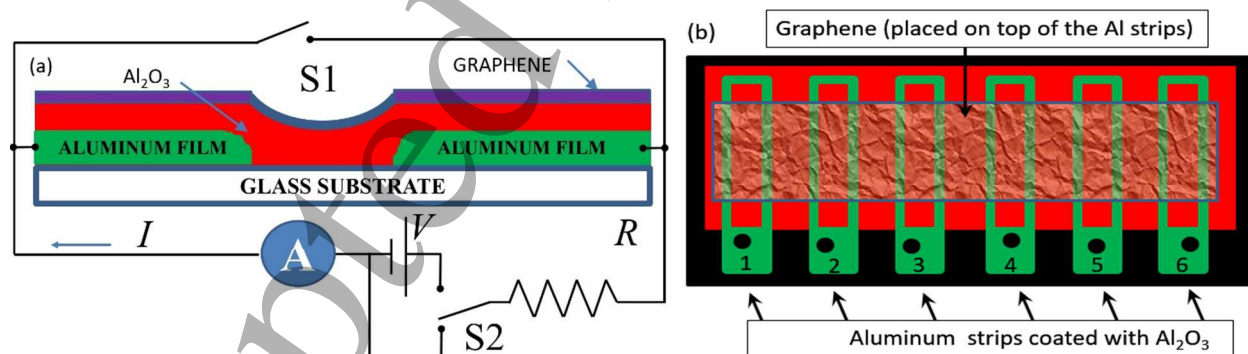 (a)
Al2O3
S1
GRAPHENE
ALUMINUM FILM
ALUMINUM FILM
GLASS SUBSTRATE
I
A
V
R
S2
(b)
Graphene (placed on top of the Al strips)
1 2 3 4 5 6
Aluminum strips coated with Al2O3
pted